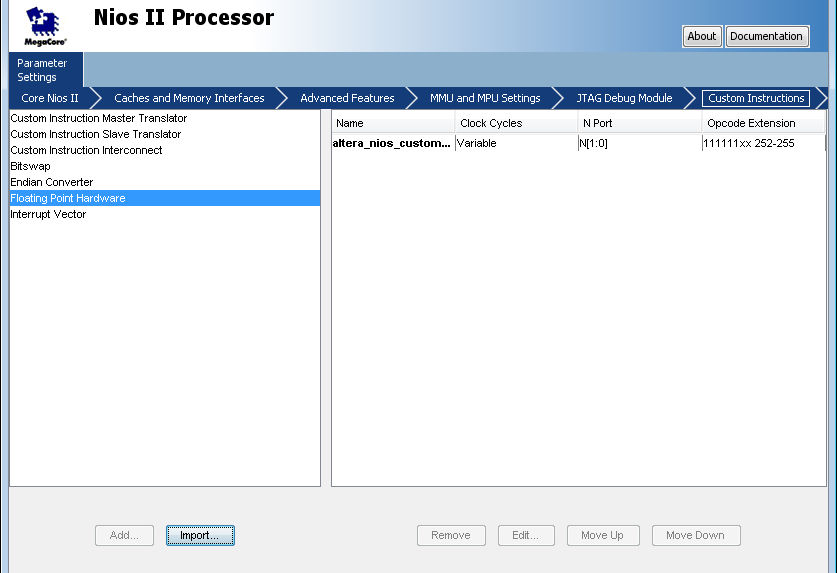 Nios II Processor
MegaCore®
About Documentation
Parameter
Settings
Core Nios II Caches and Memory Interfaces Advanced Features MMU and MPU Settings JTAG Debug Module Custom Instructions
Custom Instruction Master Translator
Custom Instruction Slave Translator
Custom Instruction Interconnect
Bitswap
Endian Converter
Floating Point Hardware
Interrupt Vector
Name Clock Cycles N Port Opcode Extension
altera_nios_custom... Variable N[1:0] 111111xx 252-255
Add... Import... Remove Edit... Move Up Move Down